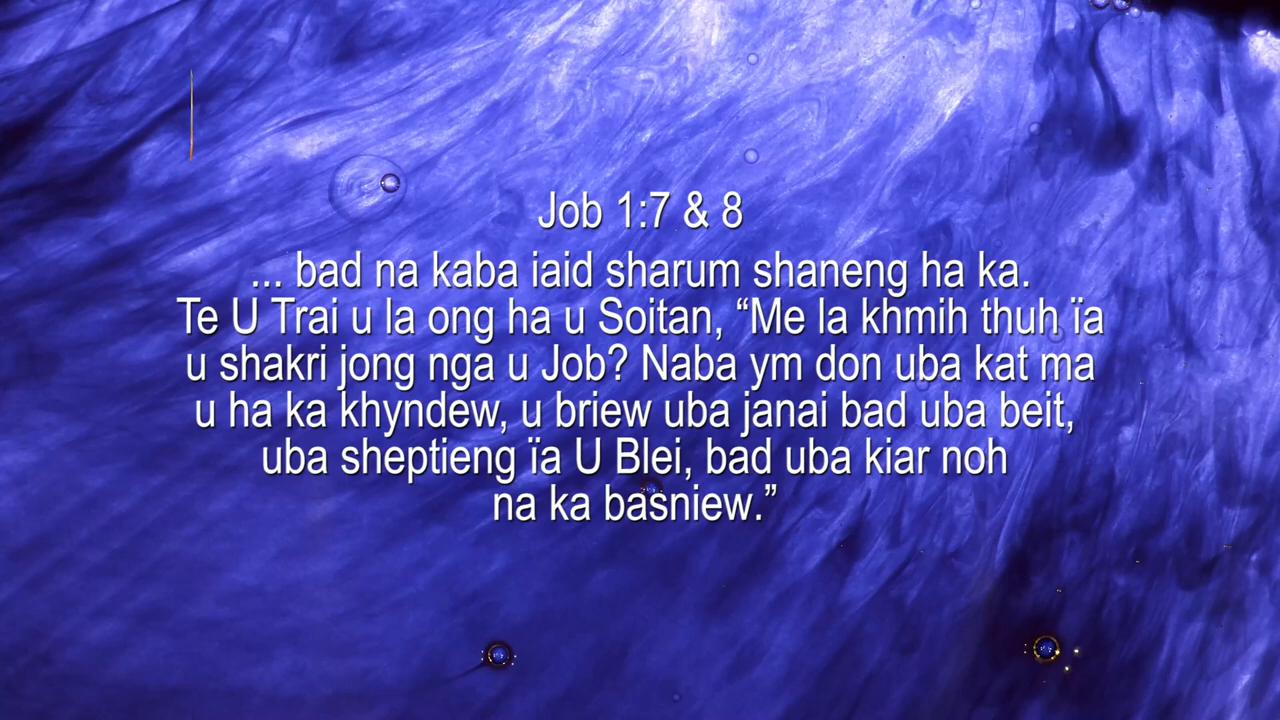 Job 1:7 & 8
... bad na kaba iaid sharum shaneng ha ka.
Te U Trai u la ong ha u Soitan, “Me la khmih thuh ïa
u shakri jong nga u Job? Naba ym don uba kat ma
u ha ka khyndew, u briew uba janai bad uba beit,
uba sheptieng ïa U Blei, bad uba kiar noh
na ka basniew.”